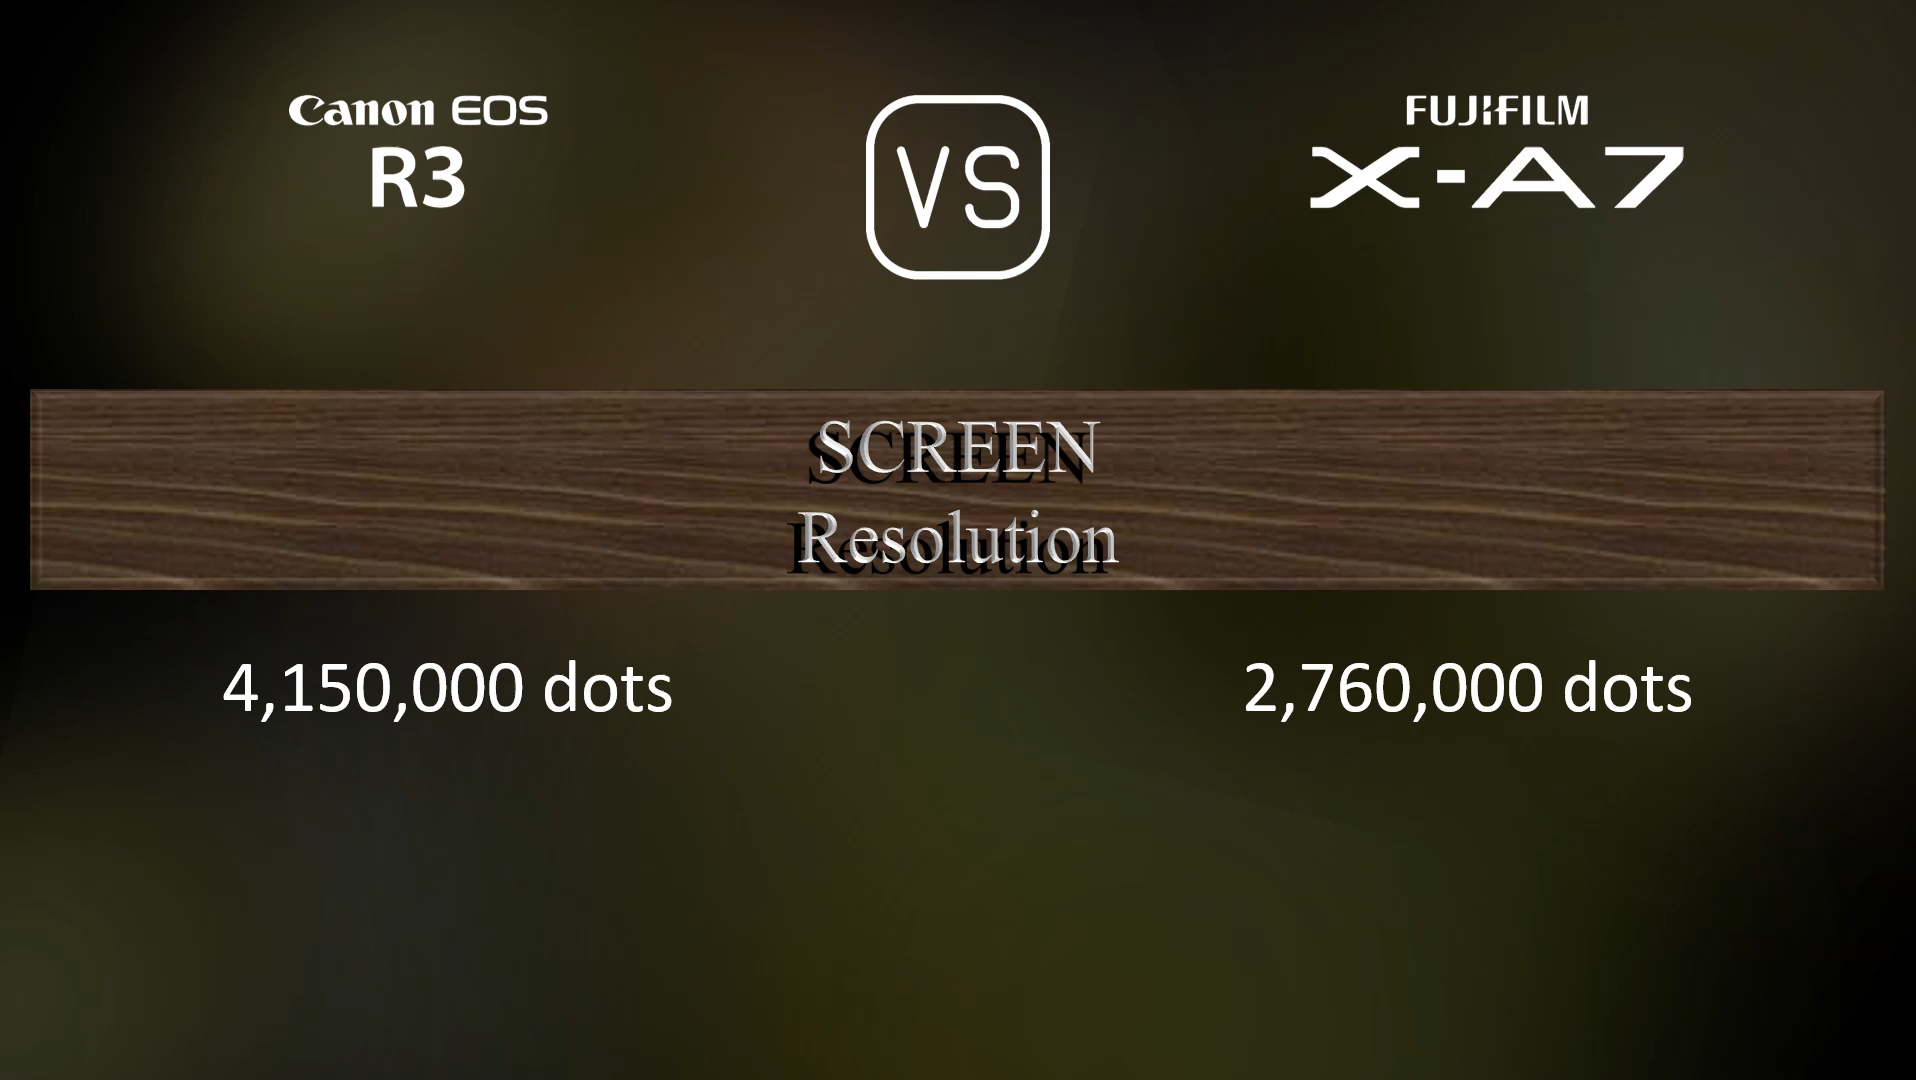 Canon EOS
R3
VS
FUJIFILM
X-A7
SCREEN
Resolution
4,150,000 dots
2,760,000 dots